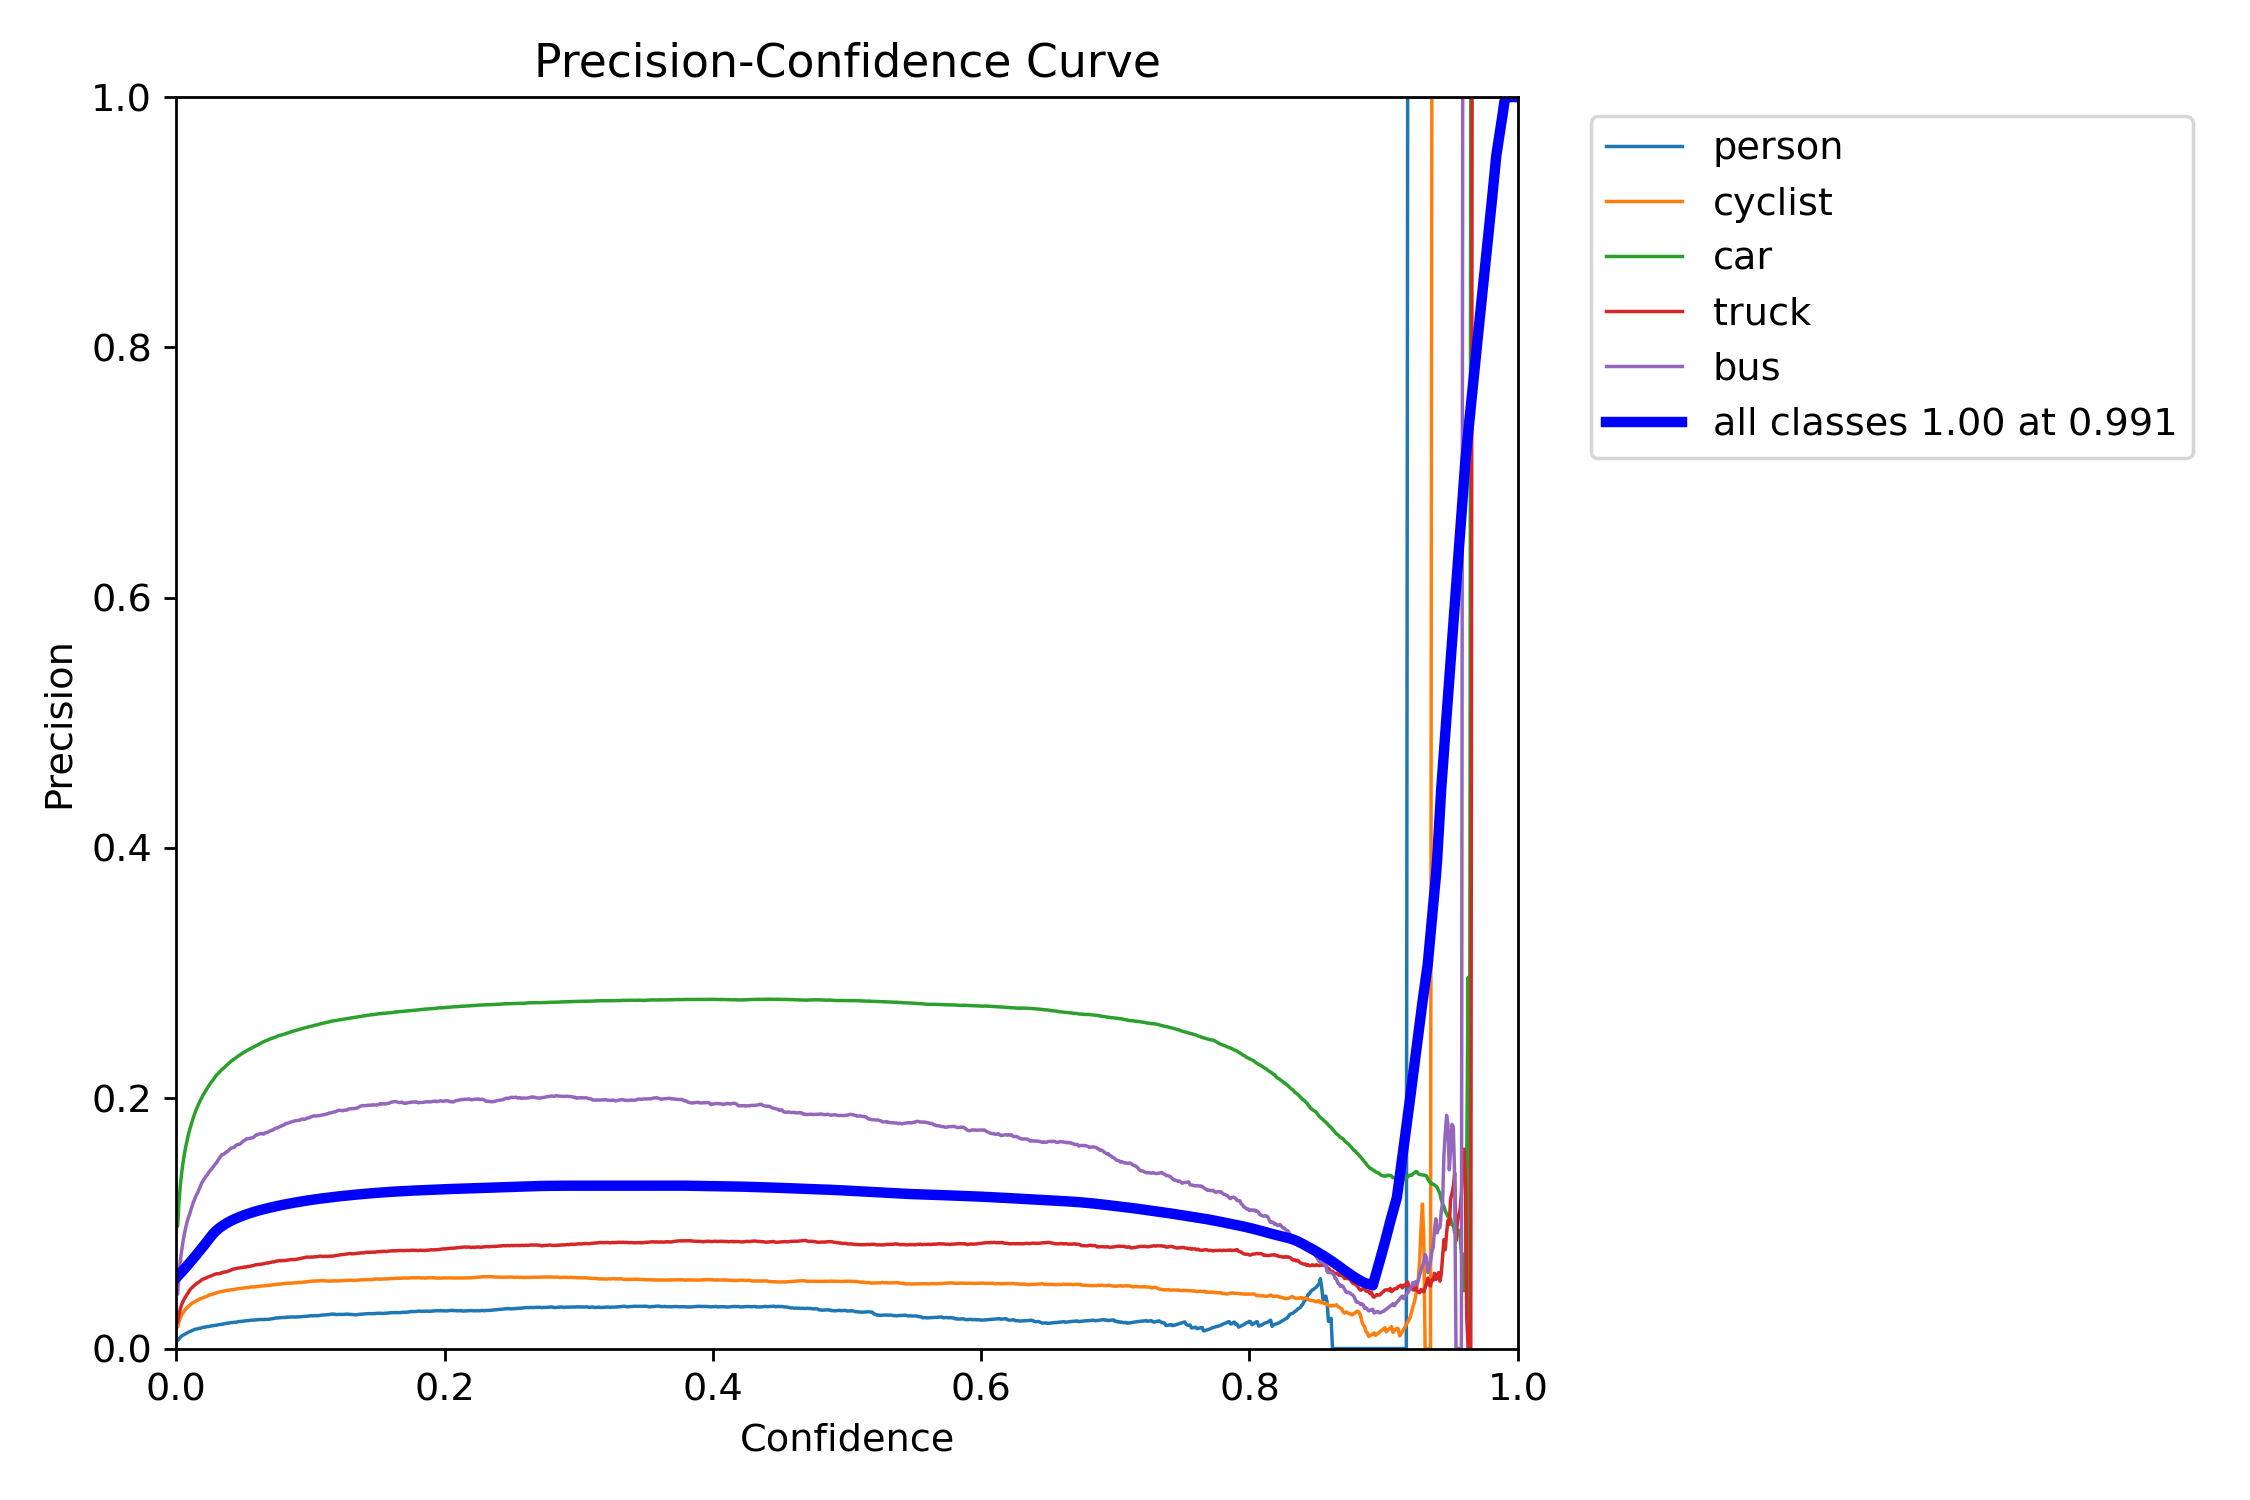 Precision-Confidence Curve
1.0
0.8
0.6
0.4
0.2
0.0
Precision
0.0 0.2 0.4 0.6 0.8 1.0
Confidence
person
cyclist
car
truck
bus
all classes 1.00 at 0.991